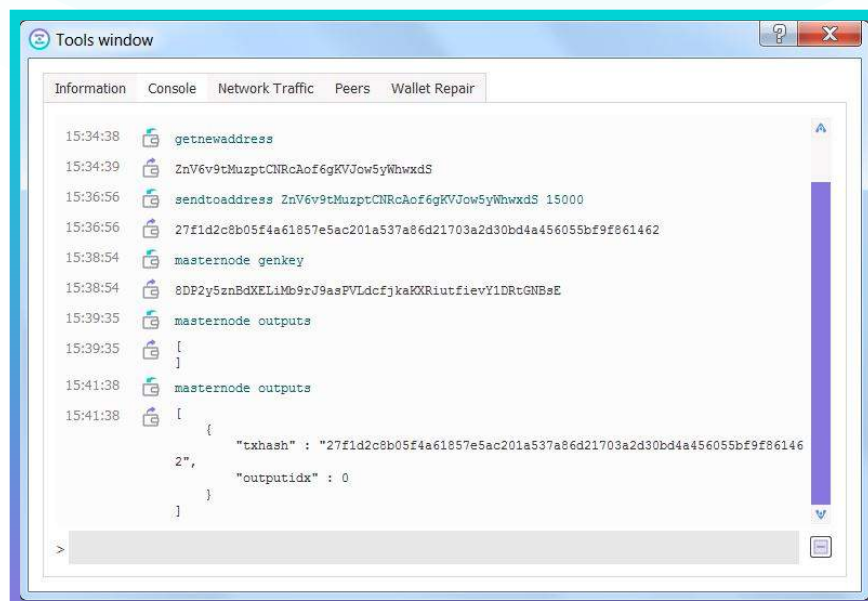 Tools window
Information Console Network Traffic Peers Wallet Repair
15:34:38 getnewaddress
15:34:39 ZnV6v9tMuzptCNRcAof6gKVJow5yWhwxdS
15:36:56 sendtoaddress ZnV6v9tMuzptCNRcAof6gKVJow5yWhwxdS 15000
15:36:56 27f1d2c8b05f4a61857e5ac201a537a86d21703a2d30bd4a456055bf9f861462
15:38:54 masternode genkey
15:38:54 8DP2y5znBdXELiMb9rJ9asPVLdcfjkaKXRiutfievY1DRtGNBsE
15:39:35 masternode outputs
15:39:35 [
]
15:41:38 masternode outputs
15:41:38 [
{
"txhash" : "27f1d2c8b05f4a61857e5ac201a537a86d21703a2d30bd4a456055bf9f86146
2",
"outputidx" : 0
}
]
>